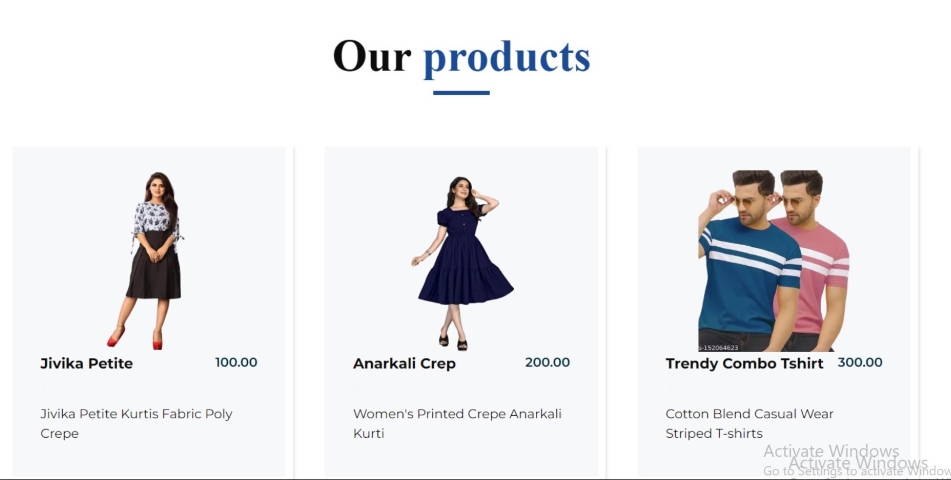 Our products
Jivika Petite 100.00
Jivika Petite Kurtis Fabric Poly
Crepe
Anarkali Crep 200.00
Women's Printed Crepe Anarkali
Kurti
s-152064623
Trendy Combo Tshirt 300.00
Cotton Blend Casual Wear
Striped T-shirts
Activate Windows
Activate Windows
Go to Settings to activate Window